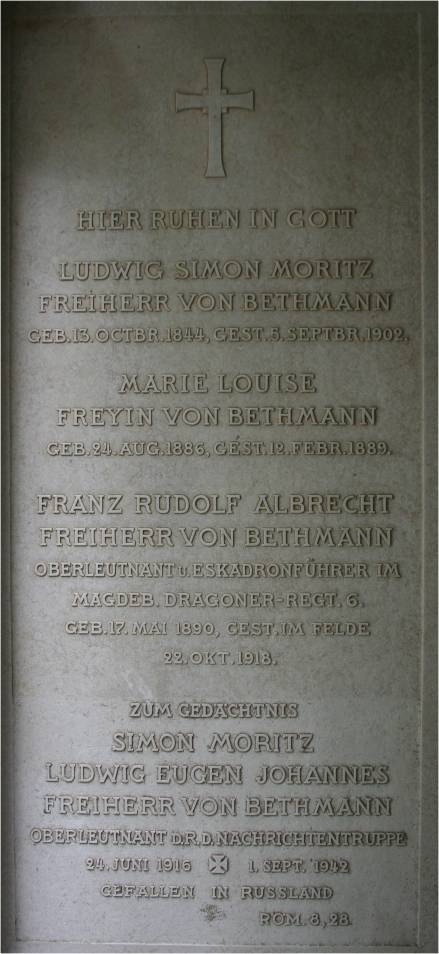 HIER RUHEN IN GOTT
LUDWIG SIMON MORITZ
FREIHERR VON BETHMANN
GEB. 13. OCTBR. 1844, GEST. 5. SEPTBR. 1902.
MARIE LOUISE
FREYIN VON BETHMANN
GEB. 24. AUG. 1886, GEST. 12. FEBR. 1889.
FRANZ RUDOLF ALBRECHT
FREIHERR VON BETHMANN
OBERLEUTNANT U. ESKADRONFÜHRER IM
MAGDEB. DRAGONER-REGT. 6.
GEB. 17. MAI 1890, GEST. IM FELDE
22. OKT. 1918.
ZUM GEDÄCHTNIS
SIMON MORITZ
LUDWIG EUGEN JOHANNES
FREIHERR VON BETHMANN
OBERLEUTNANT D.R.D. NACHRICHTENTRUPPE
24. JUNI 1916 1. SEPT. 1942
GEFALLEN IN RUSSLAND
RÖM. 8, 28.